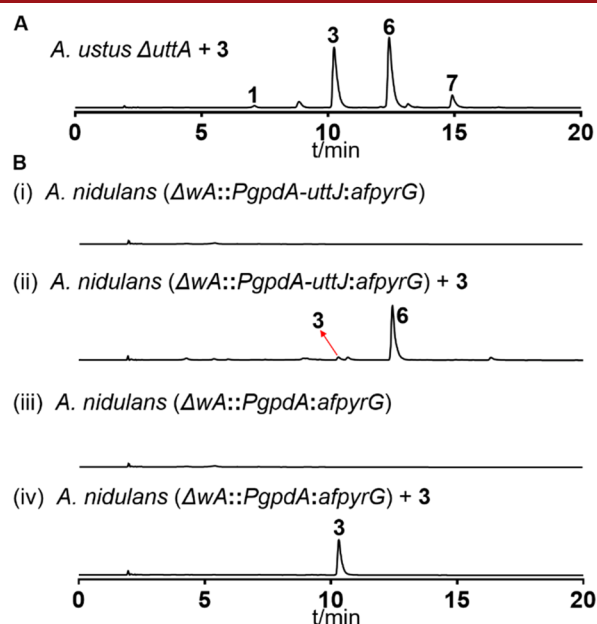 A
A. ustus ΔuttA + 3
1
3
6
7
0 5 10 15 20
t/min
B
(i) A. nidulans (ΔwA::PgpdA-uttJ:afpyrG)
(ii) A. nidulans (ΔwA::PgpdA-uttJ:afpyrG) + 3
3
6
(iii) A. nidulans (ΔwA::PgpdA:afpyrG)
(iv) A. nidulans (ΔwA::PgpdA:afpyrG) + 3
3
0 5 10 15 20
t/min